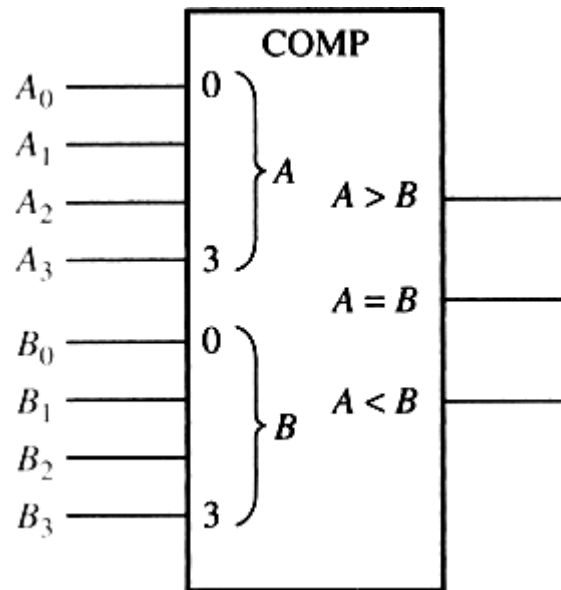 COMP
A₀ 0
A₁
A
A₂ A > B
A₃ 3
A = B
B₀ 0
B₁ A < B
B
B₂
B₃ 3